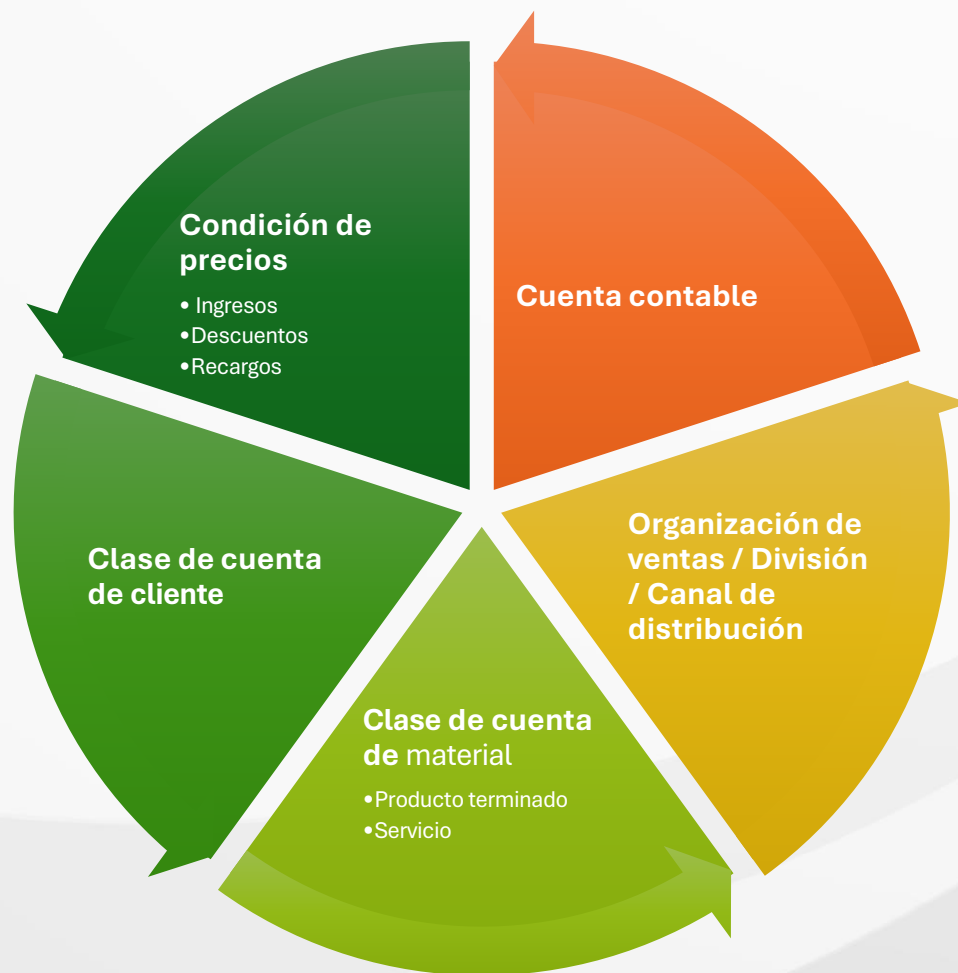 Condición de
precios
• Ingresos
•Descuentos
•Recargos
Cuenta contable
Organización de
ventas / División
/ Canal de
distribución
Clase de cuenta
de material
•Producto terminado
•Servicio
Clase de cuenta
de cliente